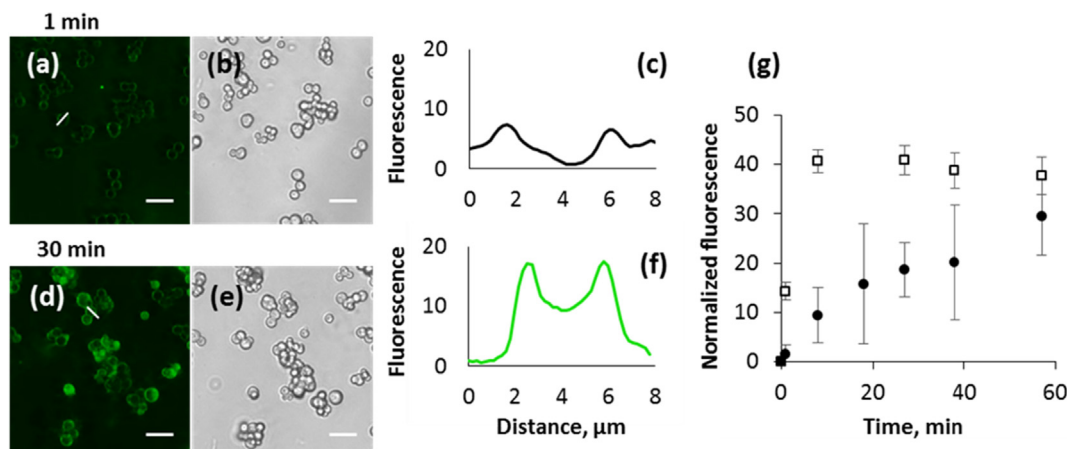 1 min
(a)
(b)
30 min
(d)
(e)
Fluorescence
20
10
0
(c)
0 2 4 6 8
Fluorescence
20
10
0
(f)
0 2 4 6 8
Distance, μm
(g)
Normalized fluorescence
60
50
40
30
20
10
0
0 20 40 60
Time, min